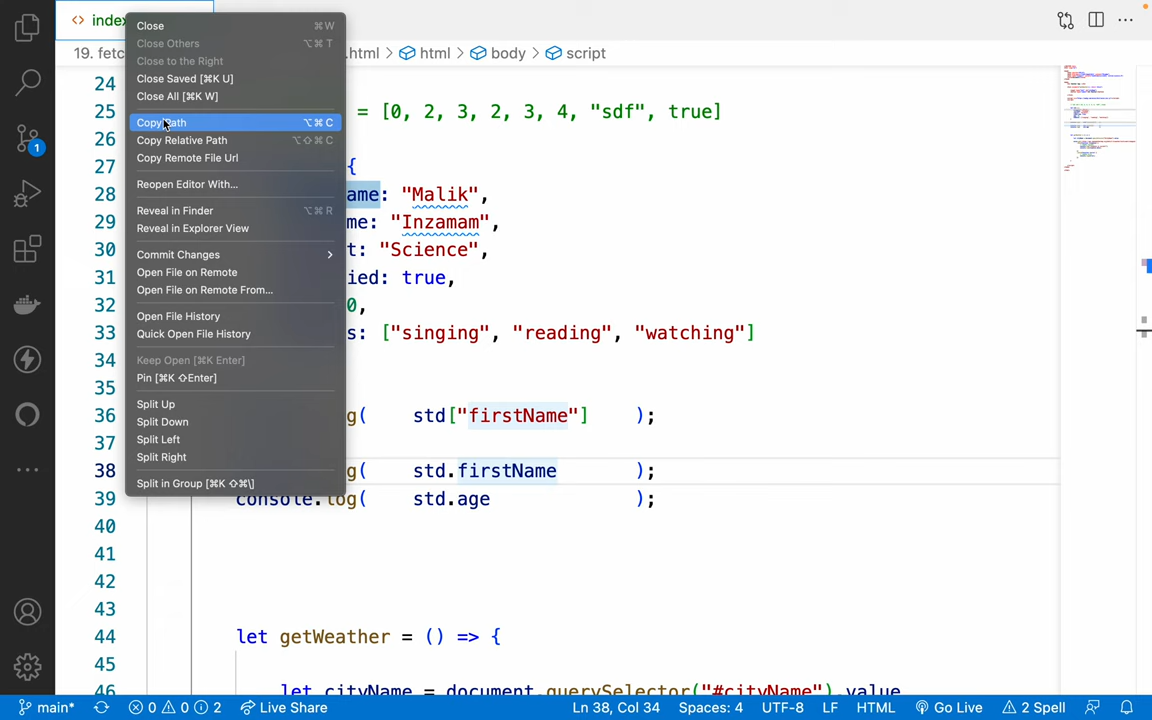 index
19. fetc
.html
html
body
script
Close ⌘W
Close Others ⌥⌘T
Close to the Right
Close Saved [⌘K U]
Close All [⌘K W]
Copy Path ⌥⌘C
Copy Relative Path ⌥⇧⌘C
Copy Remote File Url
Reopen Editor With...
Reveal in Finder ⌥⌘R
Reveal in Explorer View
Commit Changes
Open File on Remote
Open File on Remote From...
Open File History
Quick Open File History
Keep Open [⌘K Enter]
Pin [⌘K ⇧Enter]
Split Up
Split Down
Split Left
Split Right
Split in Group [⌘K ⇧⌘\]
24
25 = [0, 2, 3, 2, 3, 4, "sdf", true]
26
27 {
28 ame: "Malik",
29 me: "Inzamam",
30 t: "Science",
31 ied: true,
32 0,
33 s: ["singing", "reading", "watching"]
34
35
36 g( std["firstName"] );
37
38 g( std.firstName );
39 console.log( std.age );
40
41
42
43
44 let getWeather = () => {
45
46 let cityName = document.querySelector("#cityName").value
1
main*
0 0 2
Live Share
Ln 38, Col 34
Spaces: 4
UTF-8
LF
HTML
Go Live
2 Spell